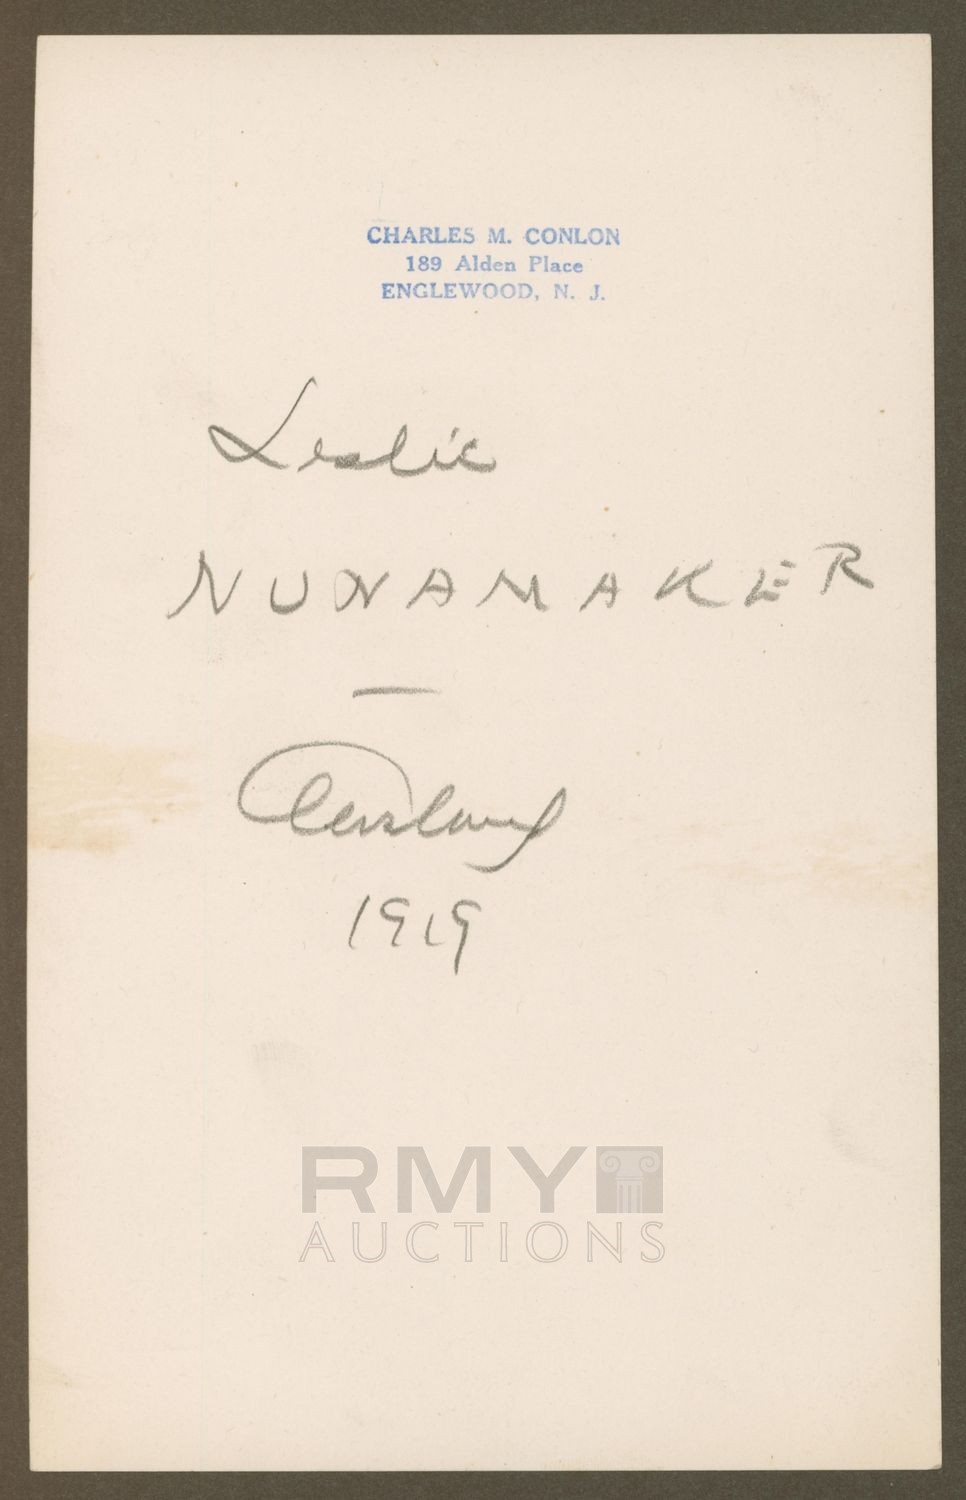 CHARLES M. CONLON
189 Alden Place
ENGLEWOOD, N. J.
Leslie
NUNAMAKER
—
Cleveland
1919
RMY
AUCTIONS